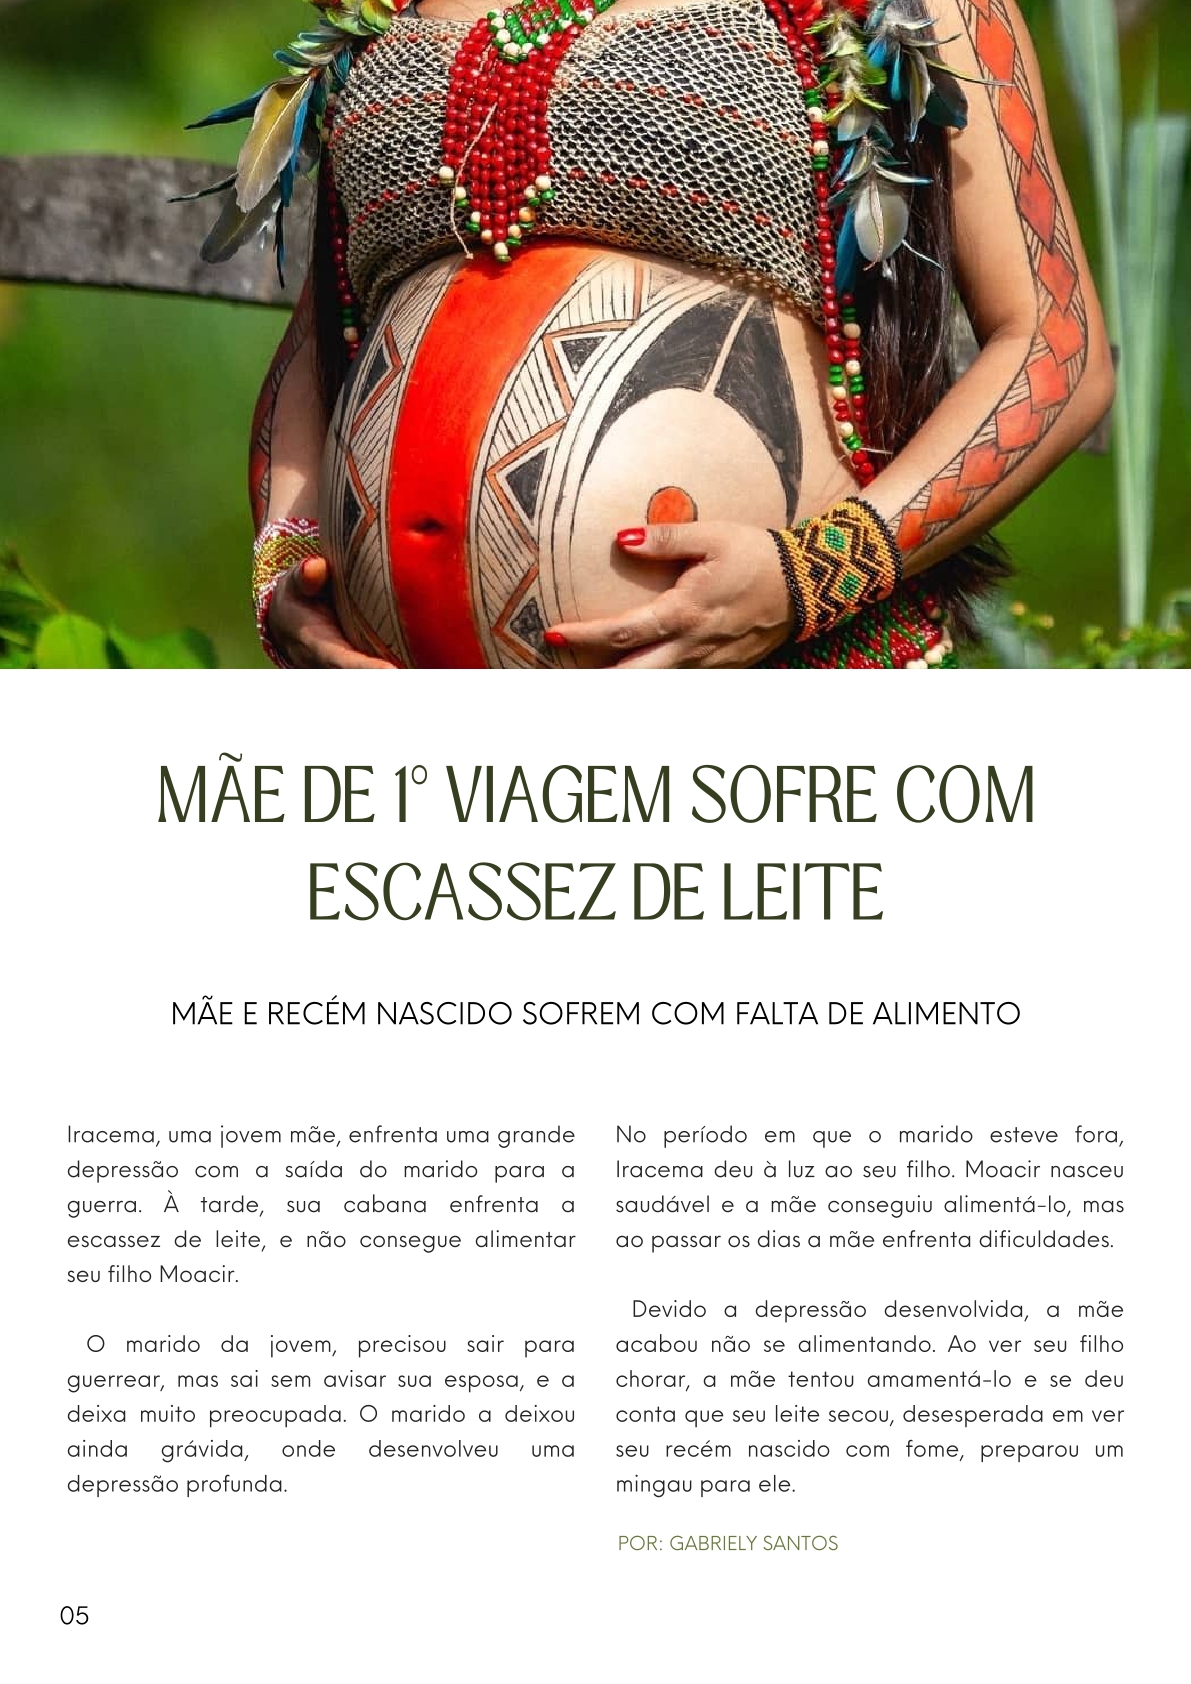 MÃE DE 1° VIAGEM SOFRE COM
ESCASSEZ DE LEITE
MÃE E RECÉM NASCIDO SOFREM COM FALTA DE ALIMENTO
Iracema, uma jovem mãe, enfrenta uma grande
depressão com a saída do marido para a
guerra. À tarde, sua cabana enfrenta a
escassez de leite, e não consegue alimentar
seu filho Moacir.
O marido da jovem, precisou sair para
guerrear, mas sai sem avisar sua esposa, e a
deixa muito preocupada. O marido a deixou
ainda grávida, onde desenvolveu uma
depressão profunda.
No período em que o marido esteve fora,
Iracema deu à luz ao seu filho. Moacir nasceu
saudável e a mãe conseguiu alimentá-lo, mas
ao passar os dias a mãe enfrenta dificuldades.
Devido a depressão desenvolvida, a mãe
acabou não se alimentando. Ao ver seu filho
chorar, a mãe tentou amamentá-lo e se deu
conta que seu leite secou, desesperada em ver
seu recém nascido com fome, preparou um
mingau para ele.
POR: GABRIELY SANTOS
05